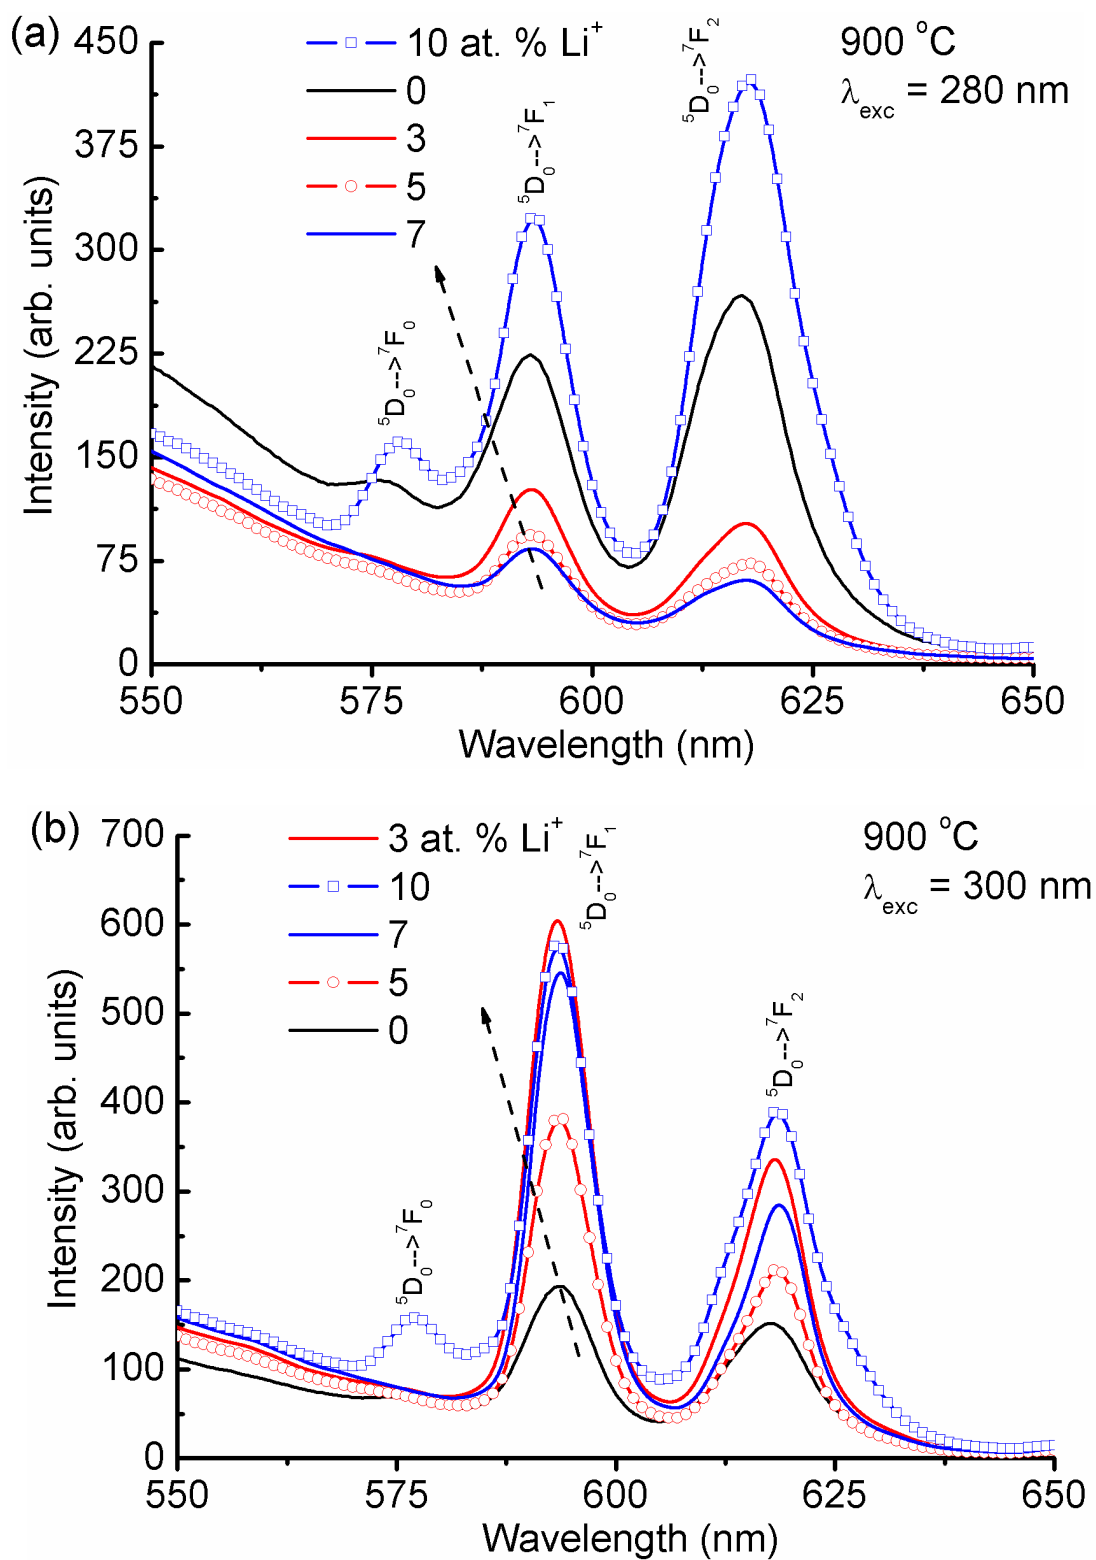 (a)
450
375
300
225
150
75
0
Intensity (arb. units)
10 at. % Li⁺
0
3
5
7
⁵D₀-->⁷F₀
⁵D₀-->⁷F₁
⁵D₀-->⁷F₂
900 °C
λexc = 280 nm
550 575 600 625 650
Wavelength (nm)
(b)
700
600
500
400
300
200
100
0
Intensity (arb. units)
3 at. % Li⁺
10
7
5
0
⁵D₀-->⁷F₀
⁵D₀-->⁷F₁
⁵D₀-->⁷F₂
900 °C
λexc = 300 nm
550 575 600 625 650
Wavelength (nm)